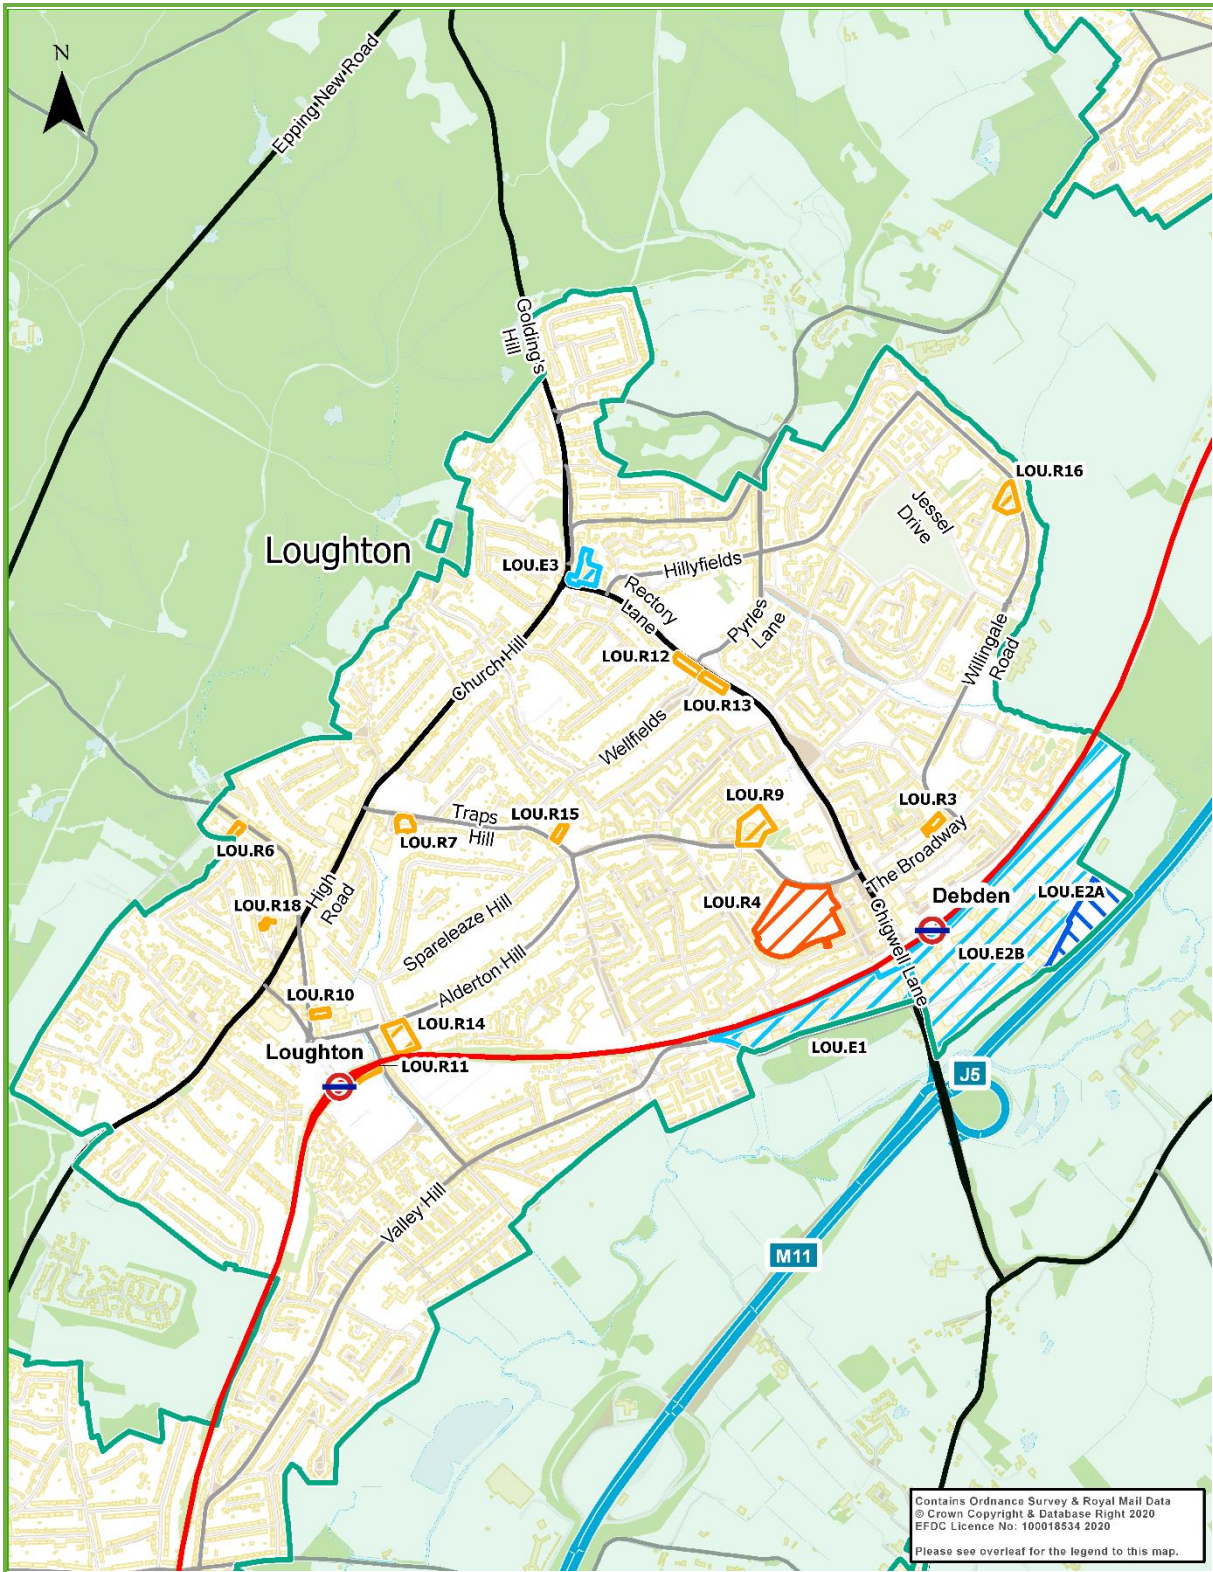 N
Epping New Road
Golding's
Hill
LOU.R16
Jessel
Drive
Loughton
LOU.E3
Hillyfields
Rectory
Lane
Pyrles
Lane
Church Hill
LOU.R12
LOU.R13
Willingale
Road
Wellfields
LOU.R9
LOU.R3
Traps
Hill
LOU.R15
LOU.R7
LOU.R6
The Broadway
LOU.R18
High
Road
LOU.R4
Debden
LOU.E2A
Spareleaze Hill
Chigwell Lane
LOU.E2B
Alderton Hill
LOU.R10
LOU.R14
Loughton
LOU.R11
LOU.E1
J5
Valley Hill
M11
Contains Ordnance Survey & Royal Mail Data
© Crown Copyright & Database Right 2020
EFDC Licence No: 100018534 2020
Please see overleaf for the legend to this map.